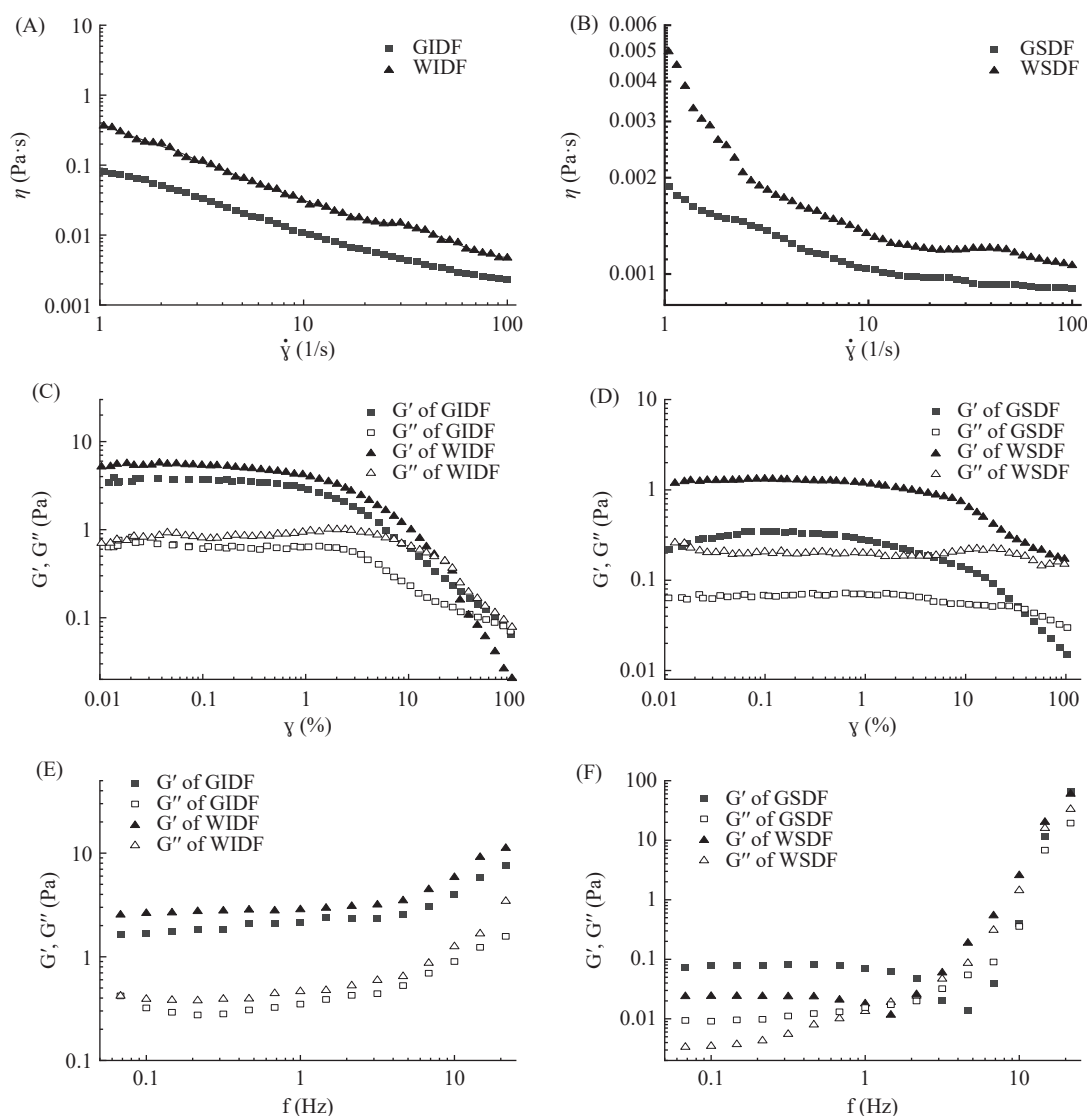 (A)
GIDF
WIDF
η (Pa·s)
1
0.1
0.01
0.001
1
10
100
γ̇ (1/s)
(B)
GSDF
WSDF
η (Pa·s)
0.006
0.005
0.004
0.003
0.002
0.001
1
10
100
γ̇ (1/s)
(C)
G′ of GIDF
G″ of GIDF
G′ of WIDF
G″ of WIDF
G′, G″ (Pa)
10
1
0.1
0.01
0.1
1
10
100
γ (%)
(D)
G′ of GSDF
G″ of GSDF
G′ of WSDF
G″ of WSDF
G′, G″ (Pa)
10
1
0.1
0.01
0.01
0.1
1
10
100
γ (%)
(E)
G′ of GIDF
G″ of GIDF
G′ of WIDF
G″ of WIDF
G′, G″ (Pa)
10
1
0.1
0.1
1
10
f (Hz)
(F)
G′ of GSDF
G″ of GSDF
G′ of WSDF
G″ of WSDF
G′, G″ (Pa)
100
10
1
0.1
0.01
0.1
1
10
f (Hz)